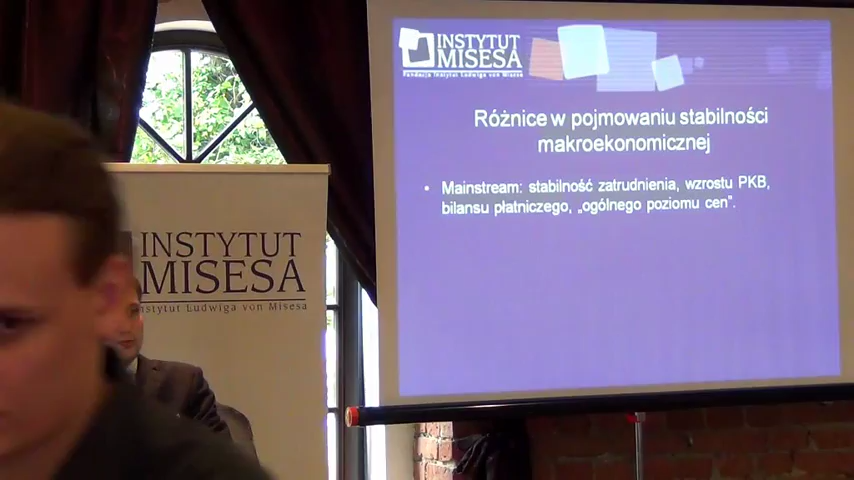 INSTYTUT
MISESA
Fundacja Instytut Ludwiga von Misesa
Różnice w pojmowaniu stabilności
makroekonomicznej
• Mainstream: stabilność zatrudnienia, wzrostu PKB,
bilansu płatniczego, „ogólnego poziomu cen”.
INSTYTUT
MISESA
Instytut Ludwiga von Misesa